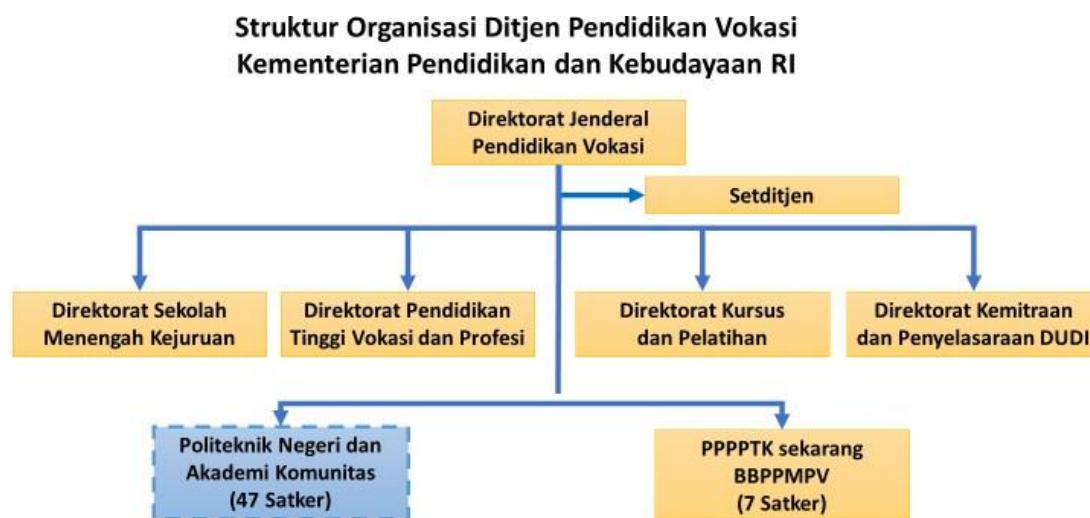 Struktur Organisasi Ditjen Pendidikan Vokasi
Kementerian Pendidikan dan Kebudayaan RI
Direktorat Jenderal
Pendidikan Vokasi
Setditjen
Direktorat Sekolah
Menengah Kejuruan
Direktorat Pendidikan
Tinggi Vokasi dan Profesi
Direktorat Kursus
dan Pelatihan
Direktorat Kemitraan
dan Penyelasaraan DUDI
Politeknik Negeri dan
Akademi Komunitas
(47 Satker)
PPPPTK sekarang
BBPPMPV
(7 Satker)